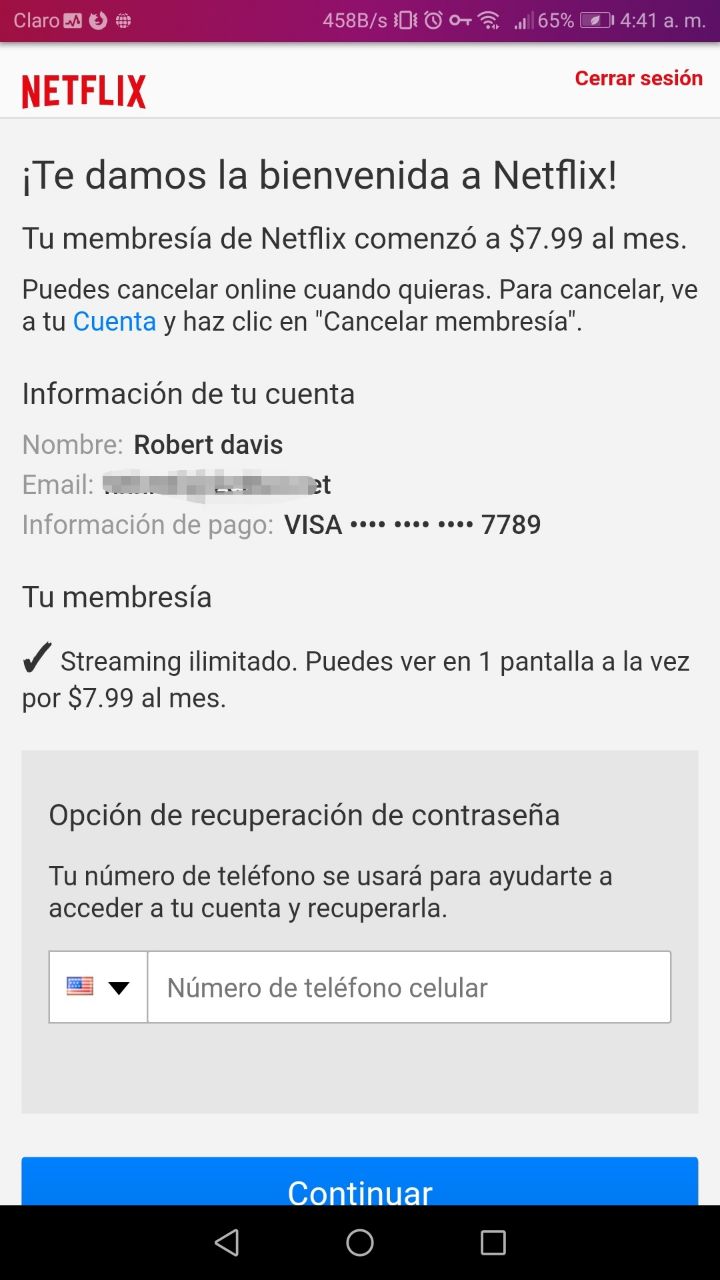 Claro 458B/s 65% 4:41 a. m.
NETFLIX
Cerrar sesión
¡Te damos la bienvenida a Netflix!
Tu membresía de Netflix comenzó a $7.99 al mes.
Puedes cancelar online cuando quieras. Para cancelar, ve
a tu Cuenta y haz clic en "Cancelar membresía".
Información de tu cuenta
Nombre: Robert davis
Email: et
Información de pago: VISA •••• •••• •••• 7789
Tu membresía
✓ Streaming ilimitado. Puedes ver en 1 pantalla a la vez
por $7.99 al mes.
Opción de recuperación de contraseña
Tu número de teléfono se usará para ayudarte a
acceder a tu cuenta y recuperarla.
Número de teléfono celular
Continuar